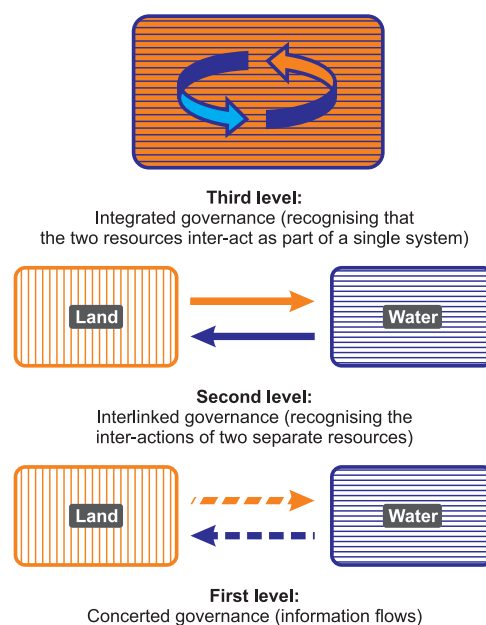 Third level:
Integrated governance (recognising that
the two resources inter-act as part of a single system)
Land
Water
Second level:
Interlinked governance (recognising the
inter-actions of two separate resources)
Land
Water
First level:
Concerted governance (information flows)